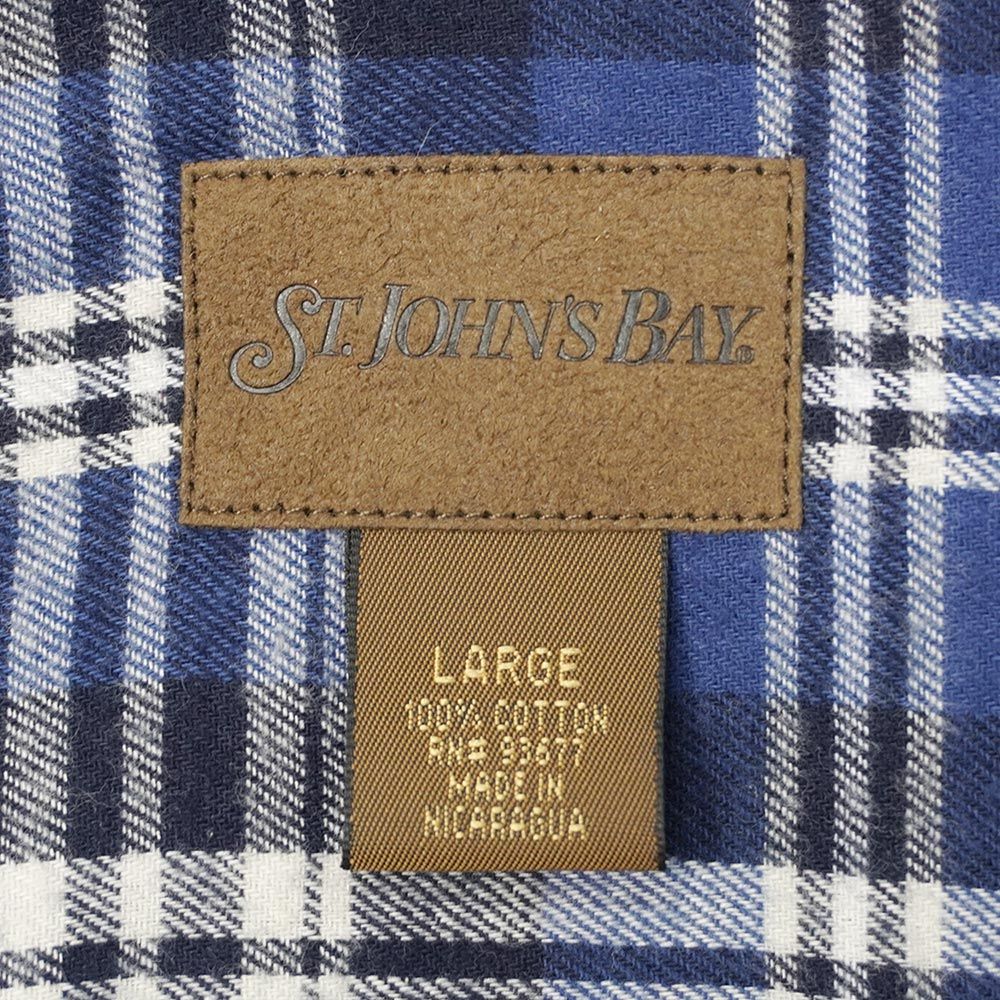 ST. JOHN'S BAY®
LARGE
100% COTTON
RN# 93677
MADE IN
NICARAGUA